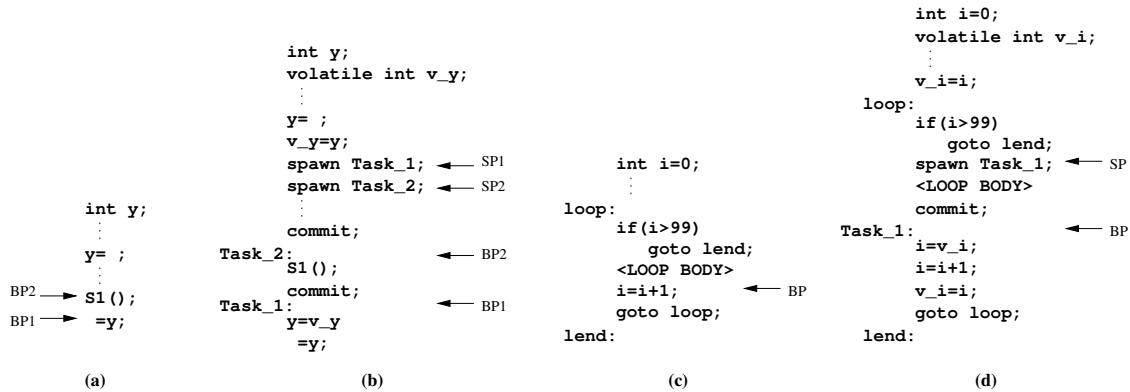 int y;
y= ;
BP2
S1();
BP1
=y;
(a)
int y;
volatile int v_y;
y= ;
v_y=y;
spawn Task_1;
SP1
spawn Task_2;
SP2
commit;
Task_2:
BP2
S1();
commit;
Task_1:
BP1
y=v_y
=y;
(b)
int i=0;
loop:
if(i>99)
goto lend;
<LOOP BODY>
i=i+1;
BP
goto loop;
lend:
(c)
int i=0;
volatile int v_i;
v_i=i;
loop:
if(i>99)
goto lend;
spawn Task_1;
SP
<LOOP BODY>
commit;
Task_1:
BP
i=v_i;
i=i+1;
v_i=i;
goto loop;
lend:
(d)